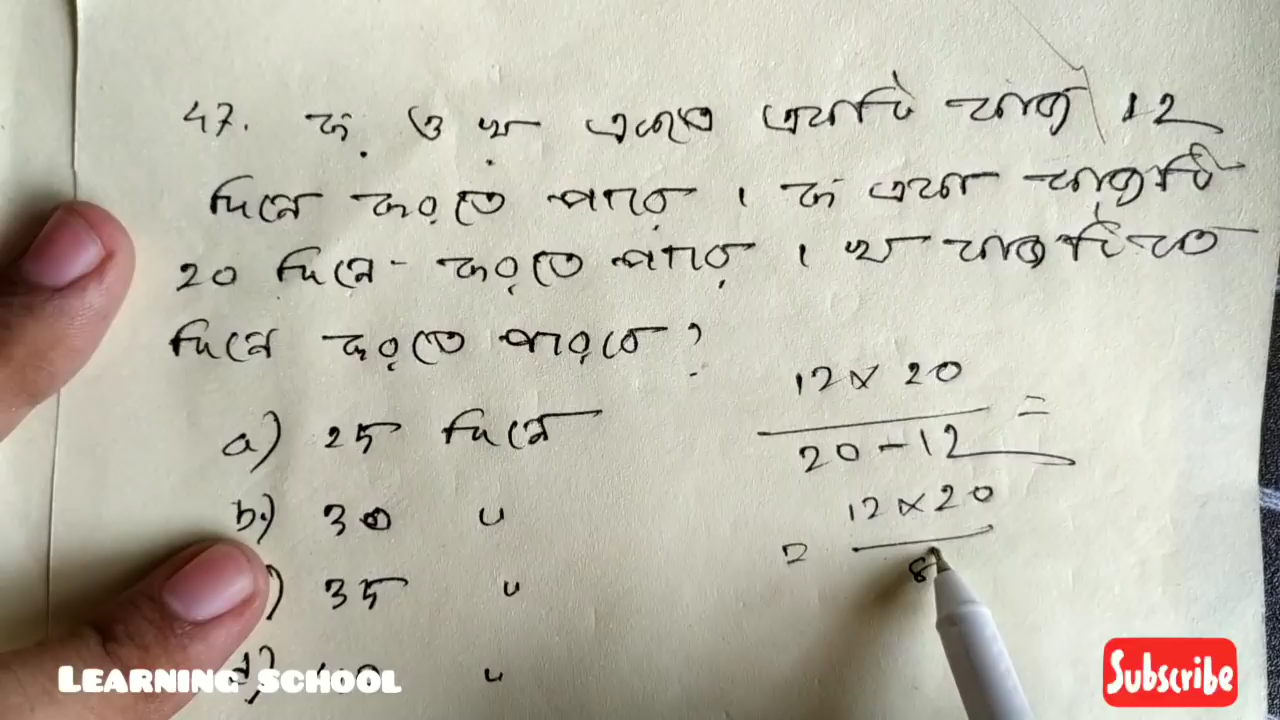 47. ক ও খ একত্রে একটি কাজ 12
দিনে করতে পারে । ক একা কাজটি
20 দিনে করতে পারে । খ কাজটিতে
দিনে করতে পারবে ?
a) 25 দিনে
b) 30 "
) 35 "
d) "
12 × 20
20 - 12 =
= 12 × 20
8
LEARNING SCHOOL
Subscribe